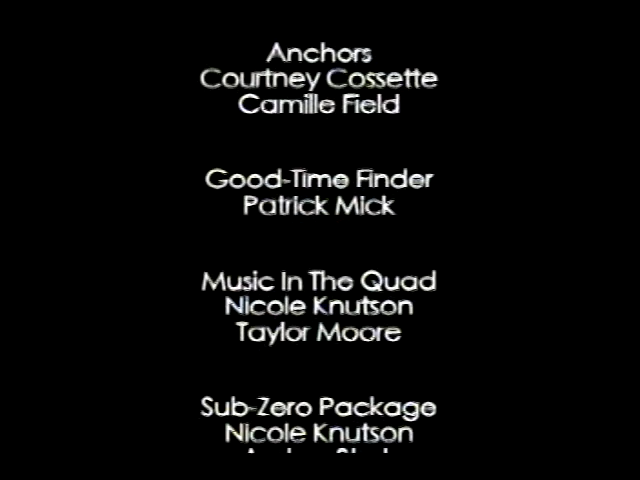 Anchors
Courtney Cossette
Camille Field
Good-Time Finder
Patrick Mick
Music In The Quad
Nicole Knutson
Taylor Moore
Sub-Zero Package
Nicole Knutson